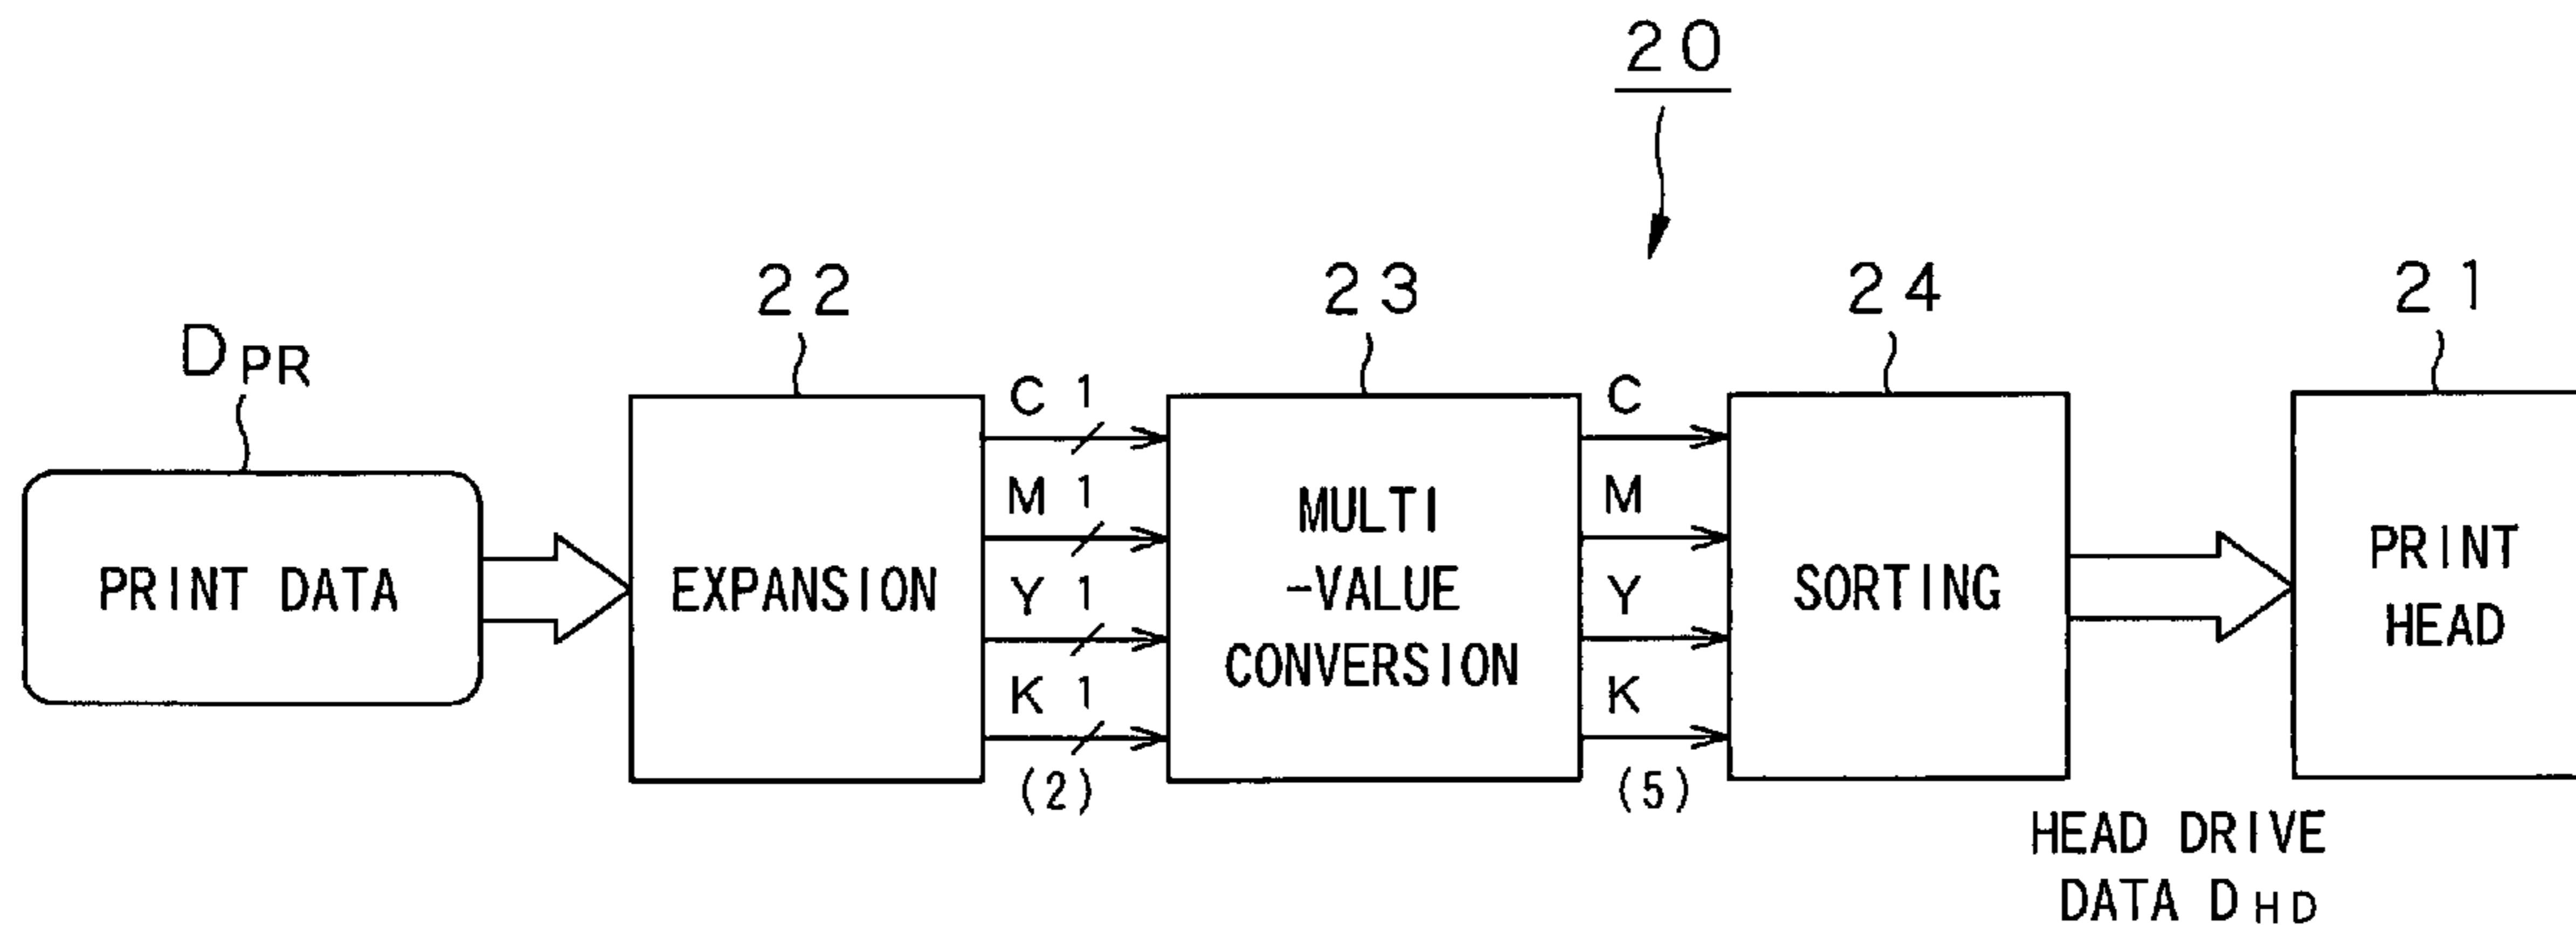 20
22
23
24
21
DPR
C 1
C
M 1
M
Y 1
Y
K 1
K
(2)
(5)
PRINT DATA
EXPANSION
MULTI
-VALUE
CONVERSION
SORTING
PRINT
HEAD
HEAD DRIVE
DATA DHD